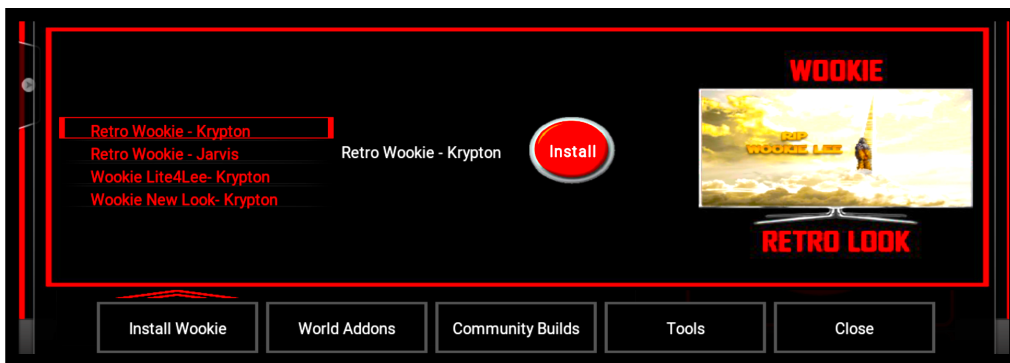 Retro Wookie - Krypton
Retro Wookie - Jarvis
Wookie Lite4Lee- Krypton
Wookie New Look- Krypton
Retro Wookie - Krypton
Install
WOOKIE
RIP
WOOKIE LEE
RETRO LOOK
Install Wookie
World Addons
Community Builds
Tools
Close